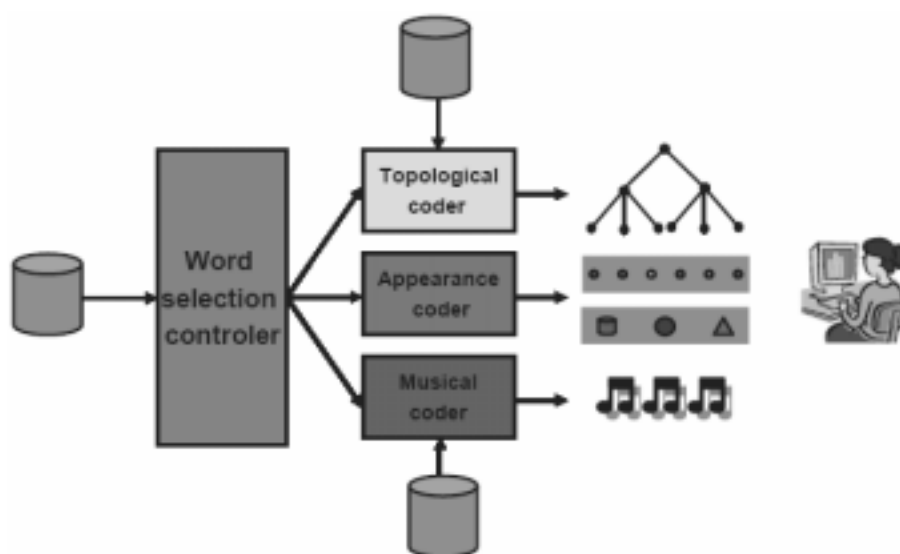 Topological
coder
Word
selection
controler
Appearance
coder
Musical
coder